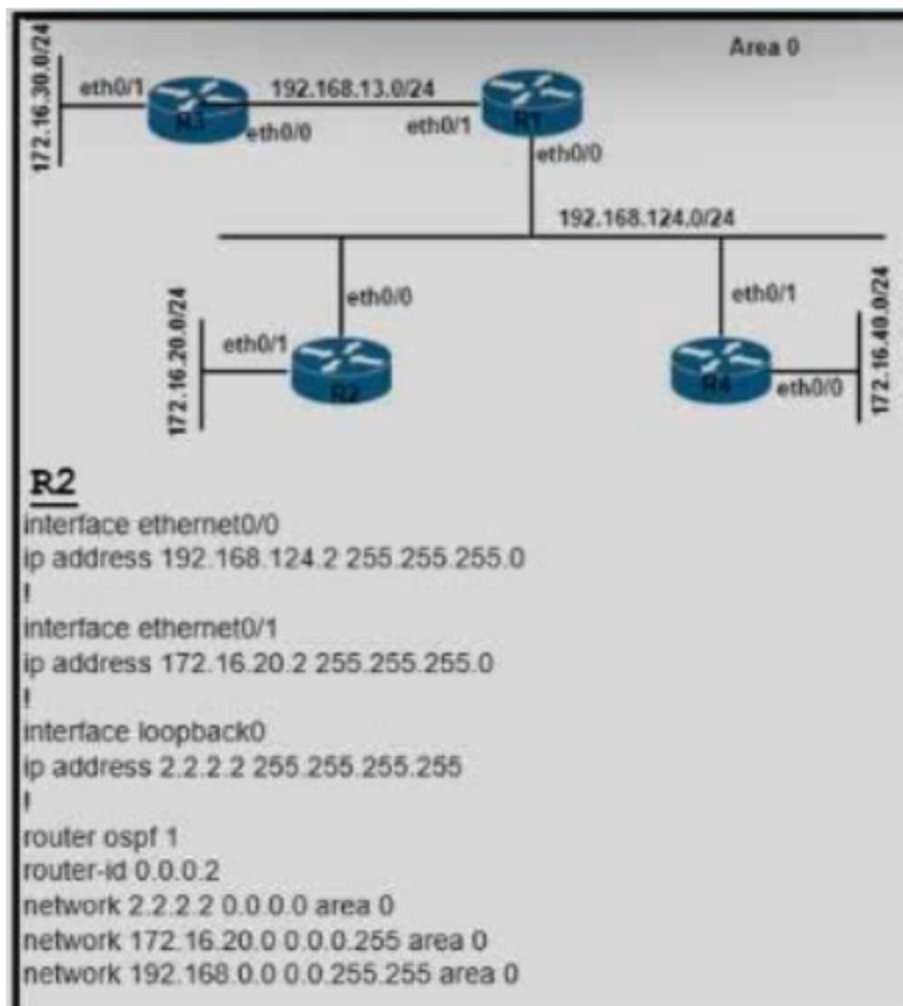 Area 0
172.16.30.0/24
eth0/1
192.168.13.0/24
R3
R1
eth0/0
eth0/1
eth0/0
192.168.124.0/24
eth0/0
eth0/1
172.16.20.0/24
eth0/1
R2
R4
eth0/0
172.16.40.0/24
R2
interface ethernet0/0
ip address 192.168.124.2 255.255.255.0
!
interface ethernet0/1
ip address 172.16.20.2 255.255.255.0
!
interface loopback0
ip address 2.2.2.2 255.255.255.255
!
router ospf 1
router-id 0.0.0.2
network 2.2.2.2 0.0.0.0 area 0
network 172.16.20.0 0.0.0.255 area 0
network 192.168.0.0 0.0.255.255 area 0